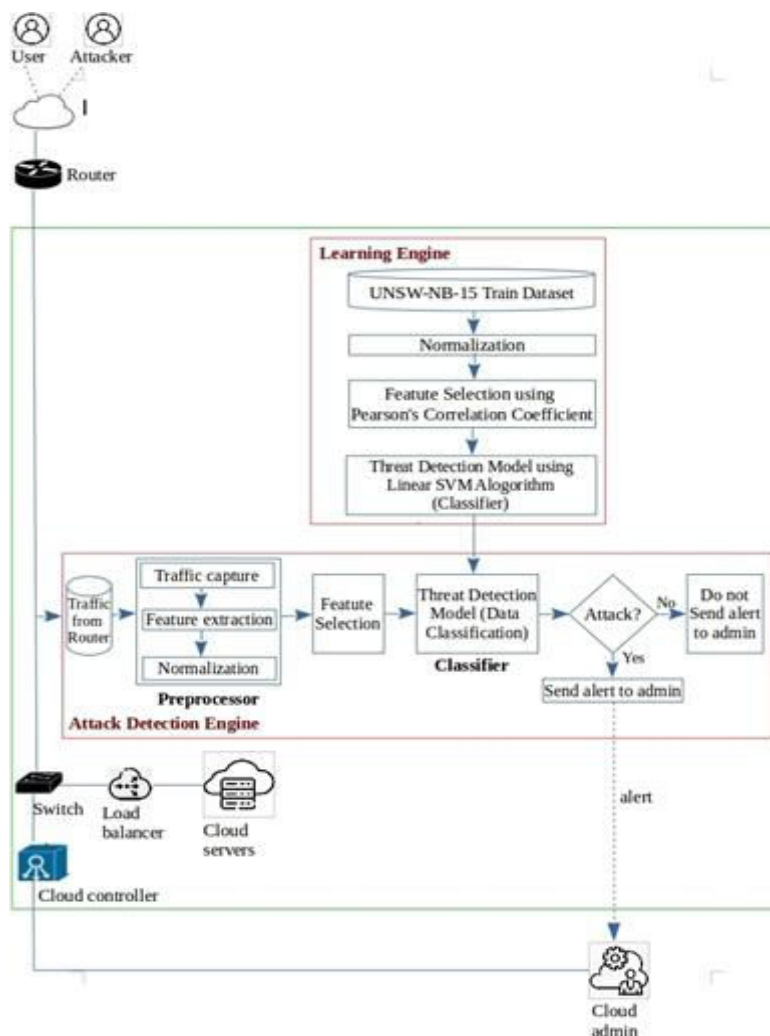 User
Attacker
I
Router
Learning Engine
UNSW-NB-15 Train Dataset
Normalization
Featute Selection using
Pearson's Correlation Coefficient
Threat Detection Model using
Linear SVM Alogorithm
(Classifier)
Traffic
from
Router
Traffic capture
Feature extraction
Normalization
Preprocessor
Featute
Selection
Threat Detection
Model (Data
Classification)
Classifier
Attack?
No
Do not
Send alert
to admin
Yes
Send alert to admin
Attack Detection Engine
alert
Switch
Load
balancer
Cloud
servers
Cloud controller
Cloud
admin